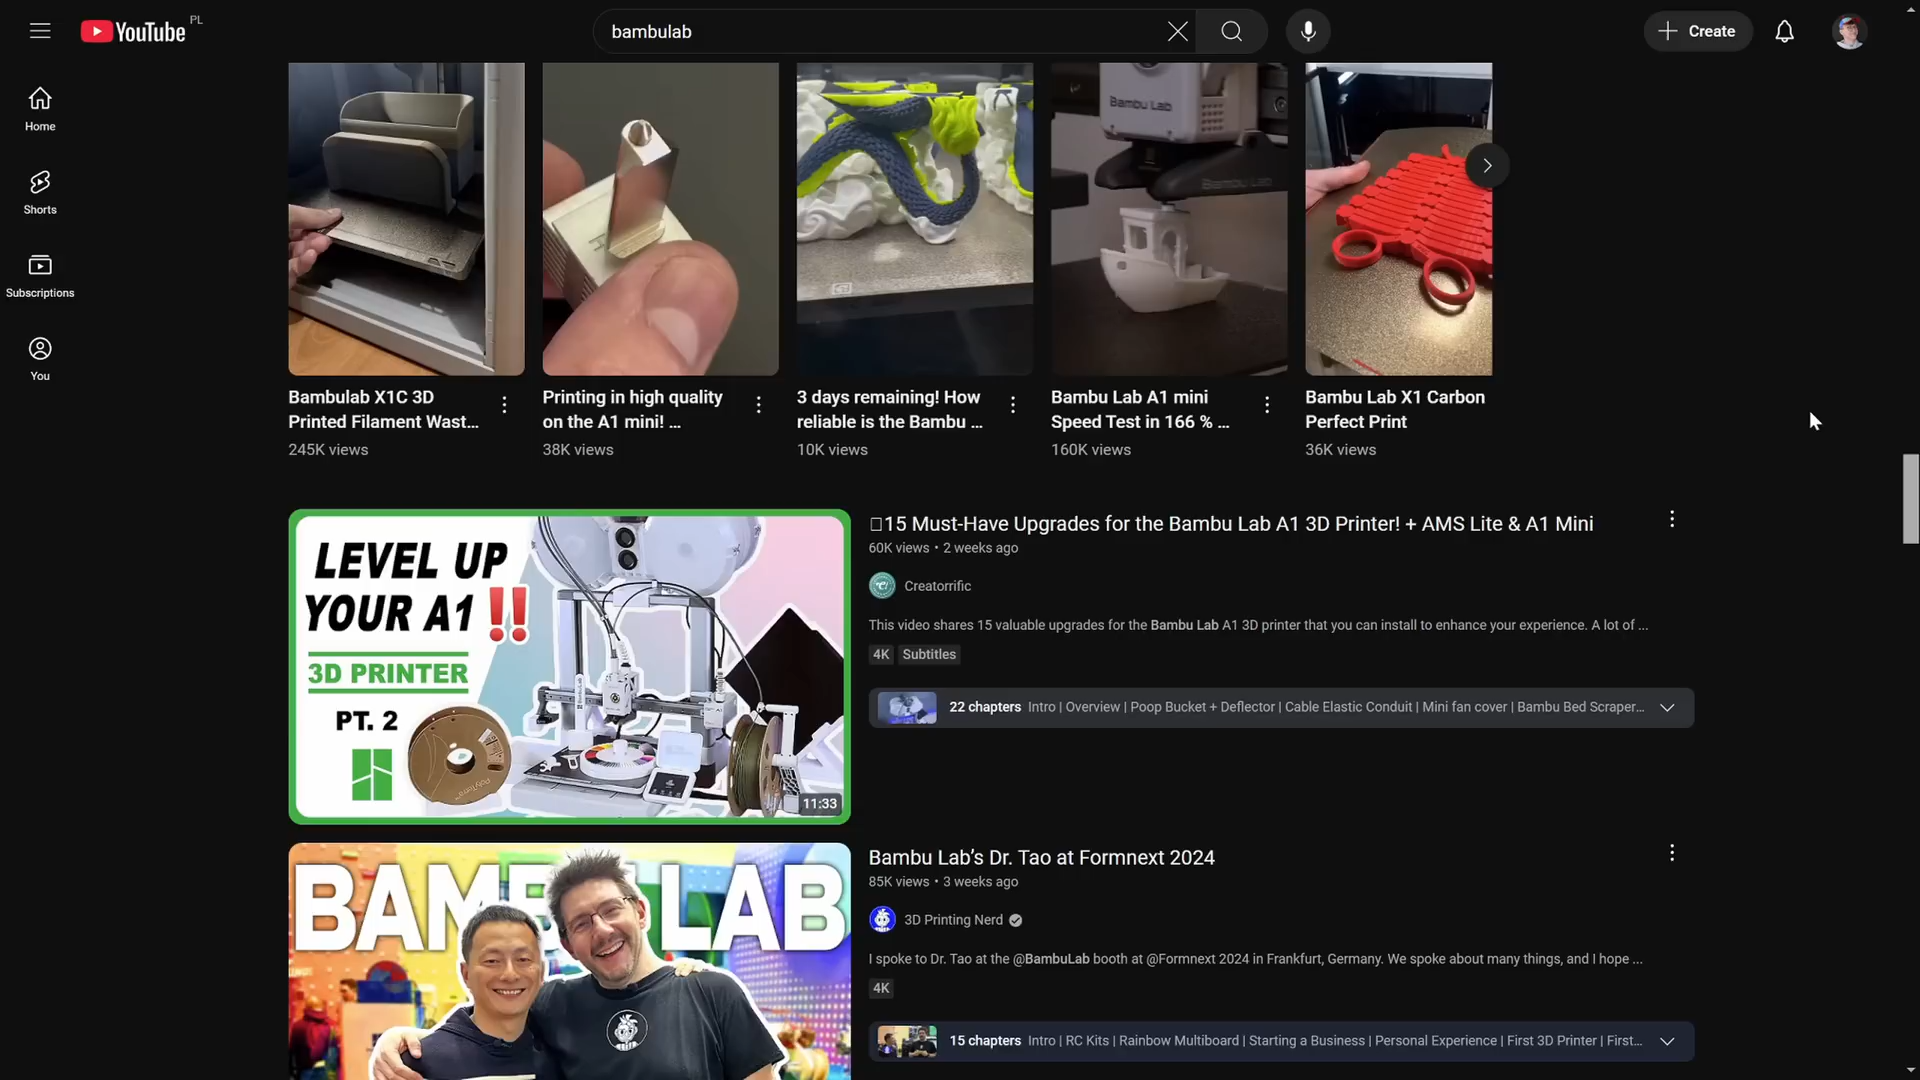 YouTube PL
bambulab
Create
Home
Shorts
Subscriptions
You
Bambu Lab
Bambu Lab
Bambulab X1C 3D
Printed Filament Wast...
245K views
Printing in high quality
on the A1 mini! ...
38K views
3 days remaining! How
reliable is the Bambu ...
10K views
Bambu Lab A1 mini
Speed Test in 166 % ...
160K views
Bambu Lab X1 Carbon
Perfect Print
36K views
LEVEL UP
YOUR A1‼
3D PRINTER
PT. 2
11:33
15 Must-Have Upgrades for the Bambu Lab A1 3D Printer! + AMS Lite & A1 Mini
60K views • 2 weeks ago
Creatorrific
This video shares 15 valuable upgrades for the Bambu Lab A1 3D printer that you can install to enhance your experience. A lot of ...
4K Subtitles
22 chapters Intro | Overview | Poop Bucket + Deflector | Cable Elastic Conduit | Mini fan cover | Bambu Bed Scraper...
BAMBU LAB
Bambu Lab's Dr. Tao at Formnext 2024
85K views • 3 weeks ago
3D Printing Nerd
I spoke to Dr. Tao at the @BambuLab booth at @Formnext 2024 in Frankfurt, Germany. We spoke about many things, and I hope ...
4K
15 chapters Intro | RC Kits | Rainbow Multiboard | Starting a Business | Personal Experience | First 3D Printer | First...